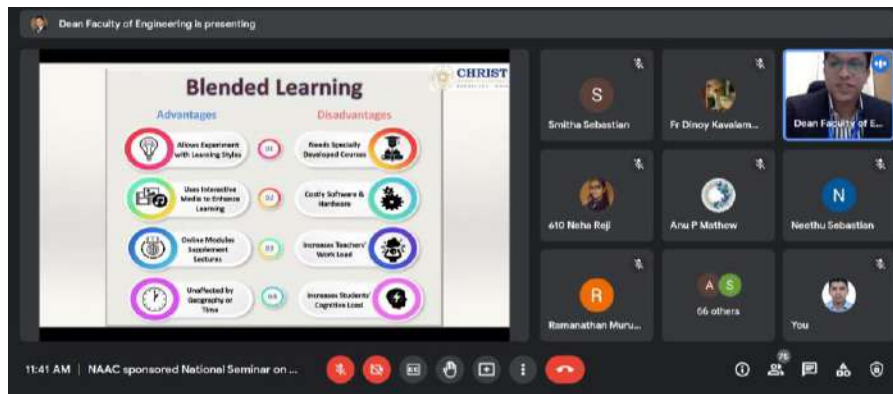 Dean Faculty of Engineering is presenting
CHRIST
Blended Learning
Advantages
Disadvantages
Allows Experiment
with Learning Styles
01
Needs Specially
Developed Courses
Uses Interactive
Media to Enhance
Learning
02
Costly Software &
Hardware
Online Modules
Supplement
Lectures
03
Increases Teachers'
Work Load
Unaffected by
Geography or
Time
04
Increases Students'
Cognitive Load
S
Smitha Sebastian
Fr Dinoy Kavalam...
Dean Faculty of E...
610 Neha Reji
Anu P Mathew
N
Neethu Sebastian
R
Ramanathan Muru...
A S
66 others
You
11:41 AM | NAAC sponsored National Seminar on ...
75